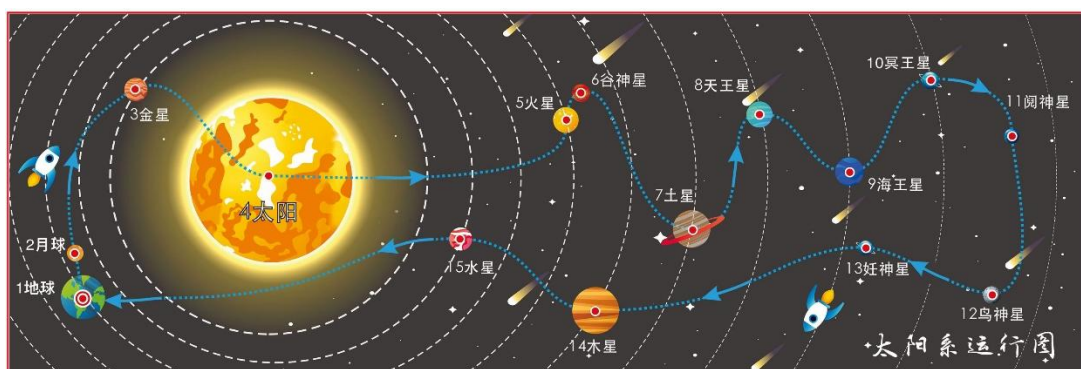 1地球
2月球
3金星
4太阳
5火星
6谷神星
7土星
8天王星
9海王星
10冥王星
11阋神星
12鸟神星
13妊神星
14木星
15水星
太阳系运行图